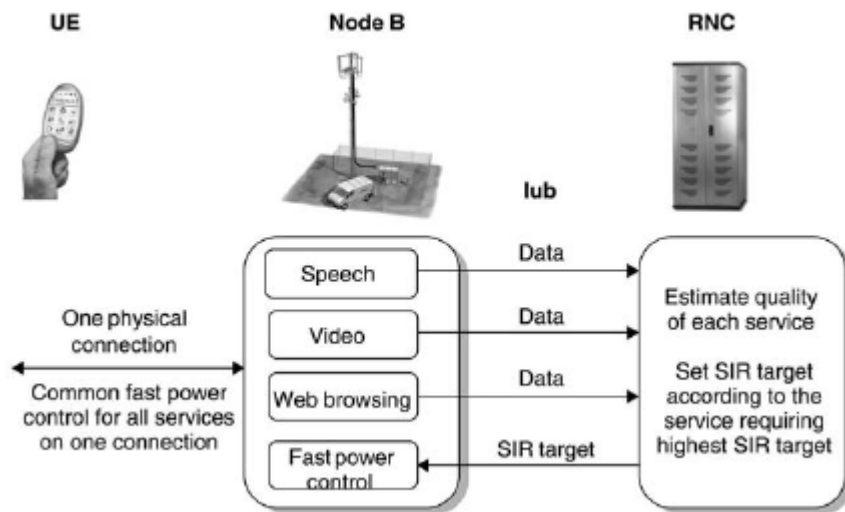 UE
Node B
RNC
Iub
Speech
Data
Video
Data
Web browsing
Data
Fast power
control
SIR target
One physical
connection
Common fast power
control for all services
on one connection
Estimate quality
of each service
Set SIR target
according to the
service requiring
highest SIR target